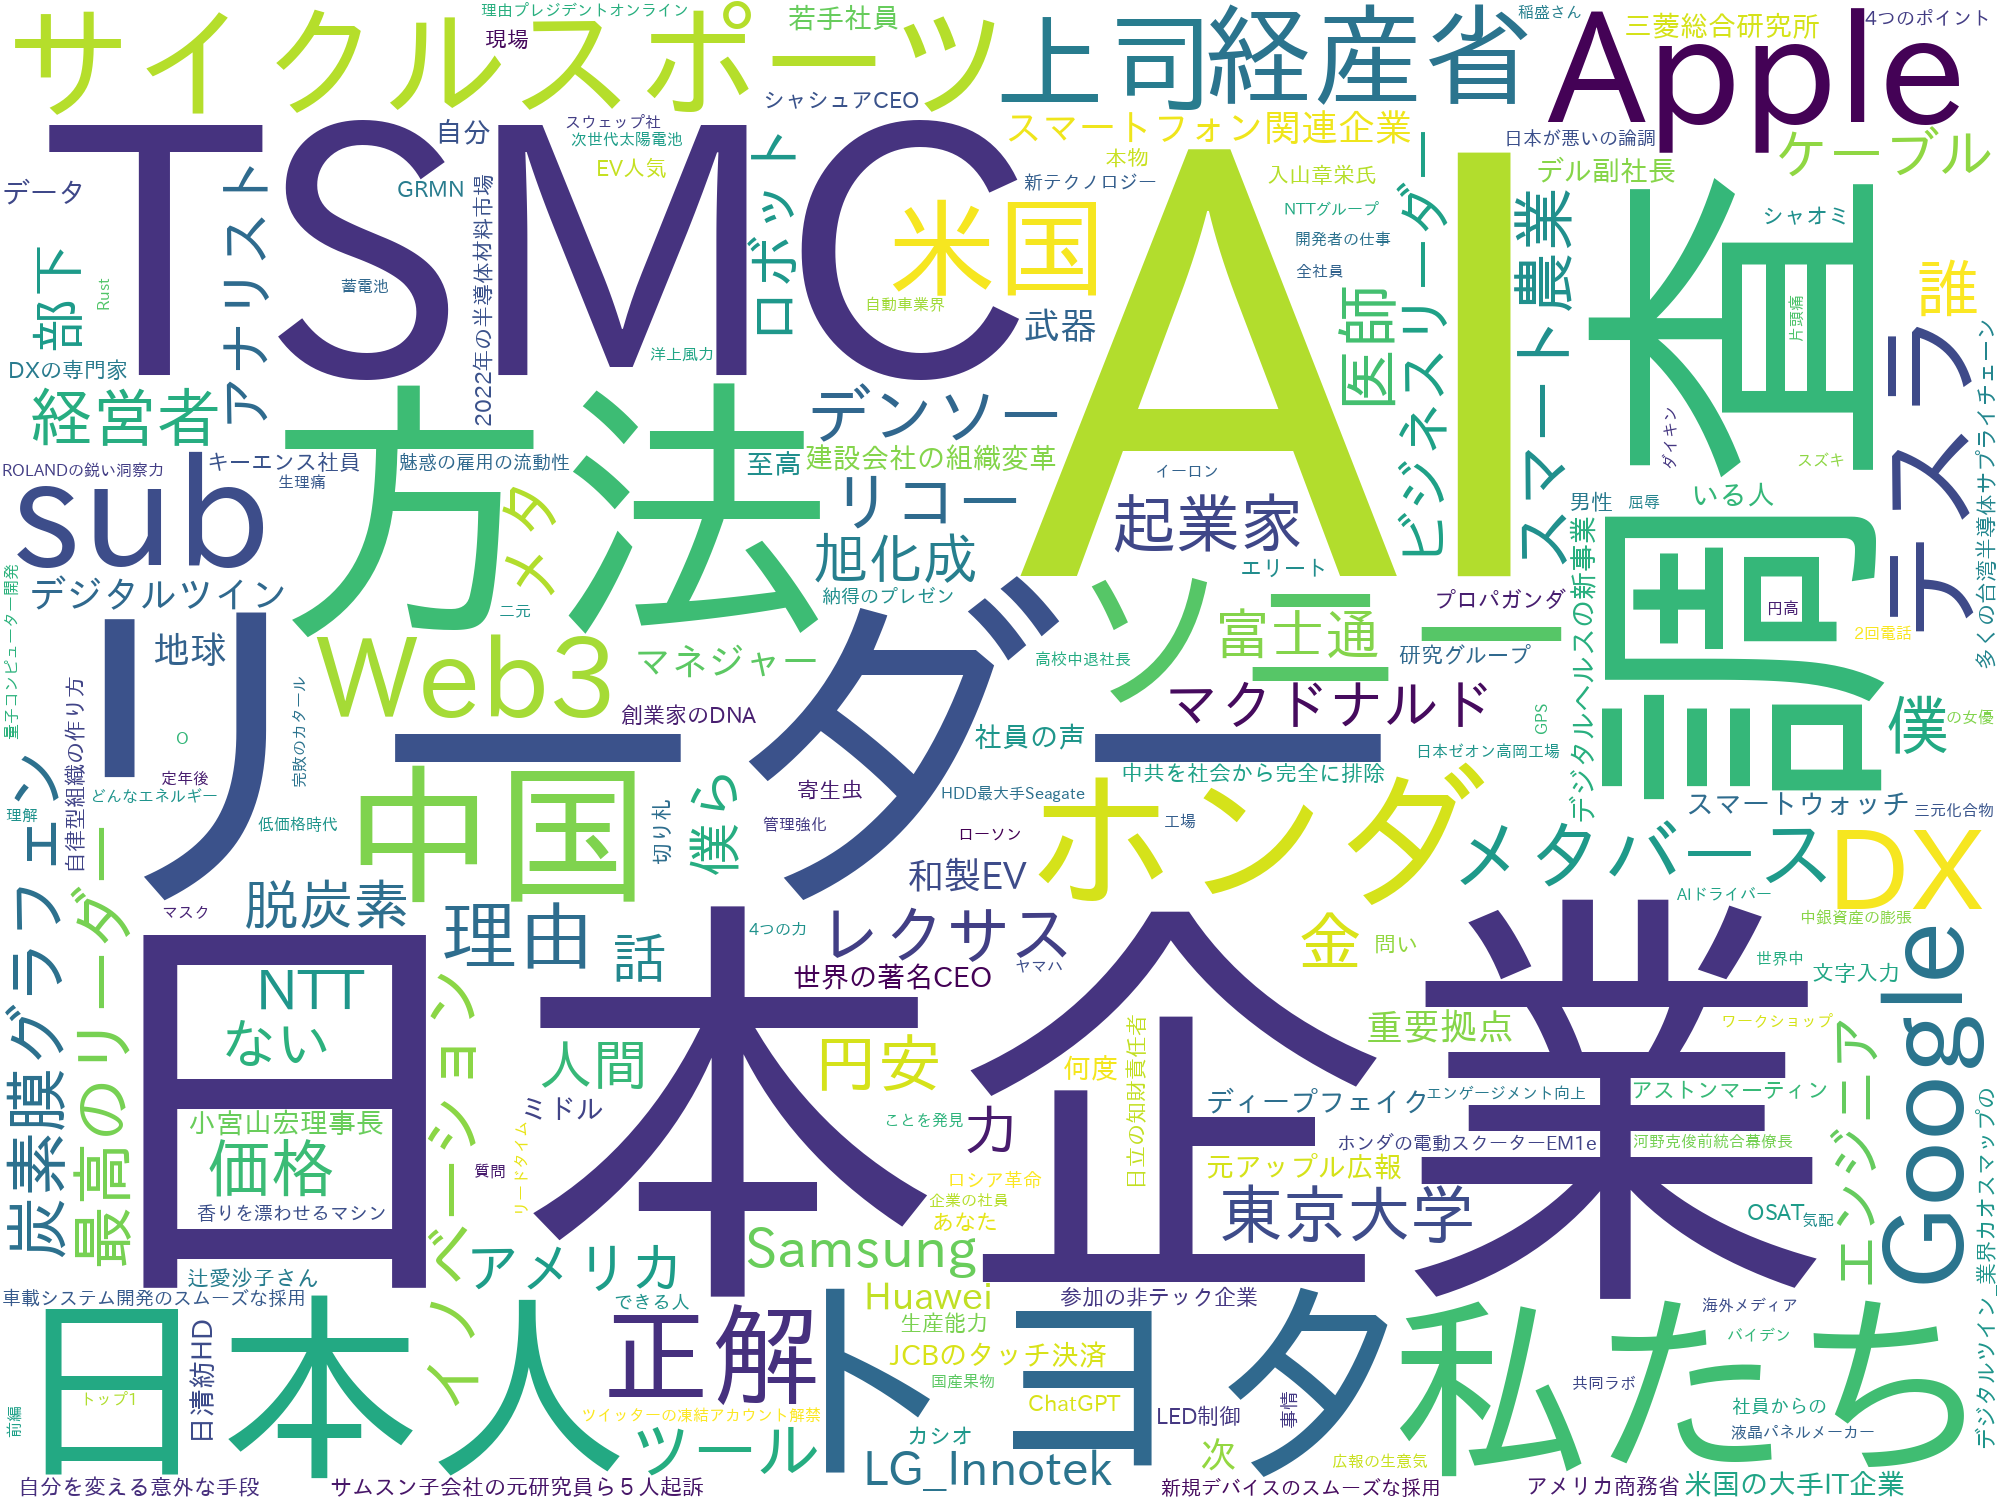 サイクルスポーツ
理由プレジデントオンライン
現場
若手社員
上司
経産省
稲盛さん
三菱総合研究所
4つのポイント
Apple
シャシュアCEO
TSMC
自分
スウェップ社
次世代太陽電池
EV人気
GRMN
データ
アナリスト
2022年の半導体材料市場
ロボット
スマートフォン関連企業
本物
新テクノロジー
米国
入山章栄氏
NTTグループ
開発者の仕事
全社員
日本が悪いの論調
デル副社長
ケーブル
シャオミ
AI
調査
ビジネスリーダー
スマート農業
医師
誰
部下
Rust
蓄電池
洋上風力
自動車業界
武器
片頭痛
DXの専門家
経営者
方法
デンソー
建設会社の組織変革
至高
ROLANDの鋭い洞察力
キーエンス社員
生理痛
魅惑の雇用の流動性
sub
メタ
リコー
旭化成
納得のプレゼン
イーロン
起業家
エリート
ダイキン
スズキ
いる人
男性
屈辱
テスラ
多くの台湾半導体サプライチェーン
デジタルツイン
二元
量子コンピューター開発
リーダー
地球
Web3
マネジャー
創業家のDNA
ソニー
富士通
プロパガンダ
研究グループ
高校中退社長
マクドナルド
デジタルヘルスの新事業
円高
2回電話
GPS
僕
の女優
自律型組織の作り方
O
定年後
どんなエネルギー
完敗のカタール
理解
低価格時代
社員の声
中共を社会から完全に排除
日本ゼオン高岡工場
スマートウォッチ
三元化合物
中国
切り札
僕ら
寄生虫
管理強化
HDD最大手Seagate
ローソン
工場
ホンダ
メタバース
DX
和製EV
AIドライバー
中銀資産の膨張
炭素膜グラフェン
最高のリーダー
マスク
脱炭素
理由
話
4つの力
レクサス
世界の著名CEO
ヤマハ
金
問い
世界中
文字入力
Google
日本企業
NTT
ない
イノベーション
人間
円安
何度
日立の知財責任者
重要拠点
ワークショップ
エンジニア
小宮山宏理事長
価格
香りを漂わせるマシン
ミドル
リードタイム
質問
ことを発見
力
ディープフェイク
エンゲージメント向上
アストンマーティン
ホンダの電動スクーターEM1e
河野克俊前統合幕僚長
元アップル広報
ロシア革命
企業の社員
あなた
東京大学
OSAT
気配
辻愛沙子さん
車載システム開発のスムーズな採用
アメリカ
Samsung
できる人
Huawei
生産能力
参加の非テック企業
海外メディア
バイデン
デジタルツイン_業界カオスマップの
日本人
日清紡HD
トップ1
前編
正解
JCBのタッチ決済
国産果物
ChatGPT
トヨタ
私たち
共同ラボ
社員からの
液晶パネルメーカー
ツイッターの凍結アカウント解禁
ツール
カシオ
LED制御
事情
次
LG_Innotek
広報の生意気
自分を変える意外な手段
サムスン子会社の元研究員ら５人起訴
新規デバイスのスムーズな採用
アメリカ商務省
米国の大手IT企業